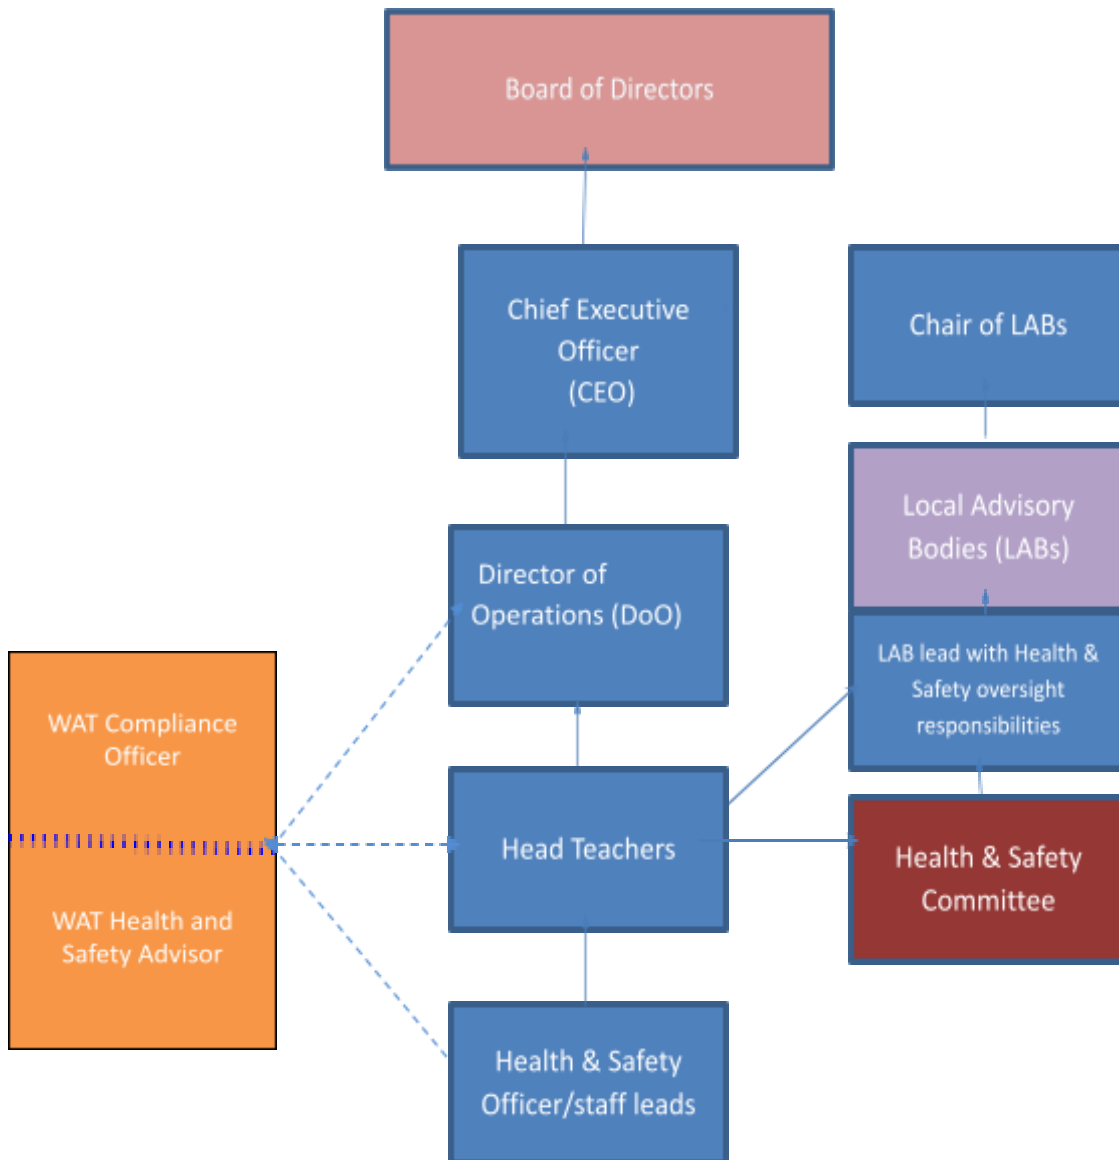 Board of Directors
Chief Executive
Officer
(CEO)
Chair of LABs
Local Advisory
Bodies (LABs)
Director of
Operations (DoO)
LAB lead with Health &
Safety oversight
responsibilities
WAT Compliance
Officer
WAT Health and
Safety Advisor
Head Teachers
Health & Safety
Committee
Health & Safety
Officer/staff leads